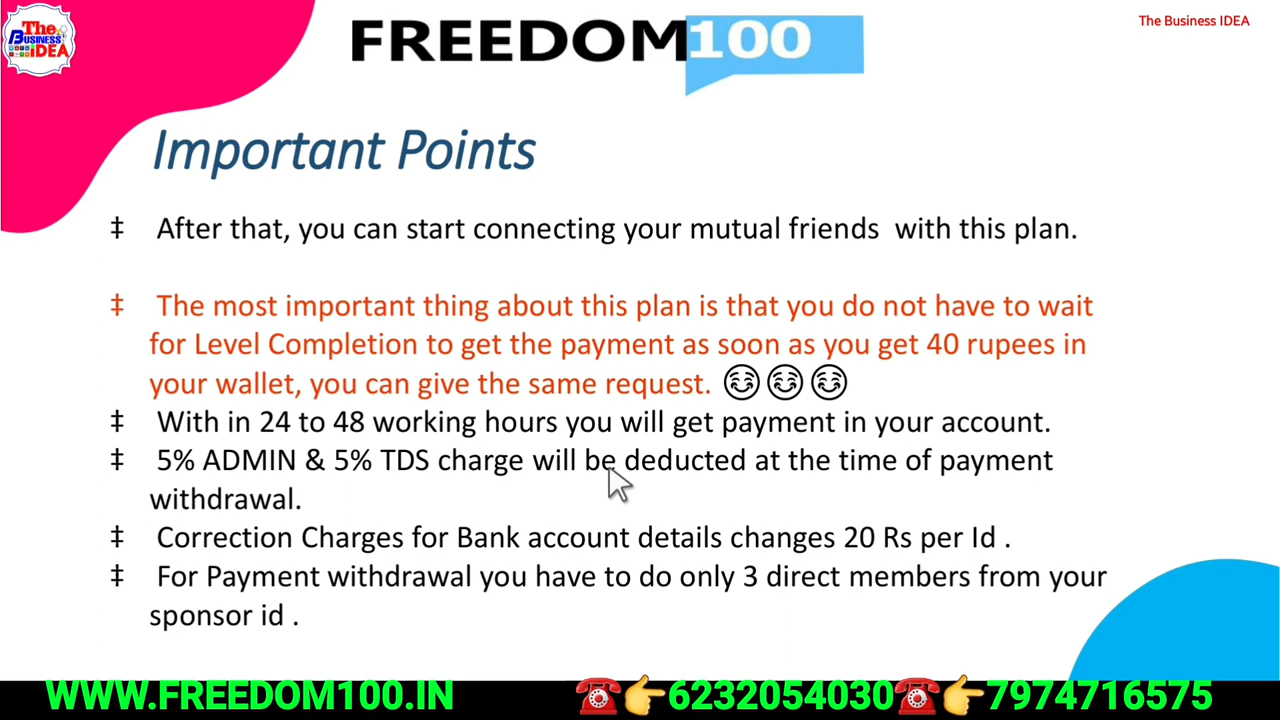 The
BUSINESS
iDEA
FREEDOM100
The Business IDEA
Important Points
‡ After that, you can start connecting your mutual friends with this plan.
‡ The most important thing about this plan is that you do not have to wait
for Level Completion to get the payment as soon as you get 40 rupees in
your wallet, you can give the same request. 😊😊😊
‡ With in 24 to 48 working hours you will get payment in your account.
‡ 5% ADMIN & 5% TDS charge will be deducted at the time of payment
withdrawal.
‡ Correction Charges for Bank account details changes 20 Rs per Id .
‡ For Payment withdrawal you have to do only 3 direct members from your
sponsor id .
WWW.FREEDOM100.IN ☎👉6232054030☎👉7974716575